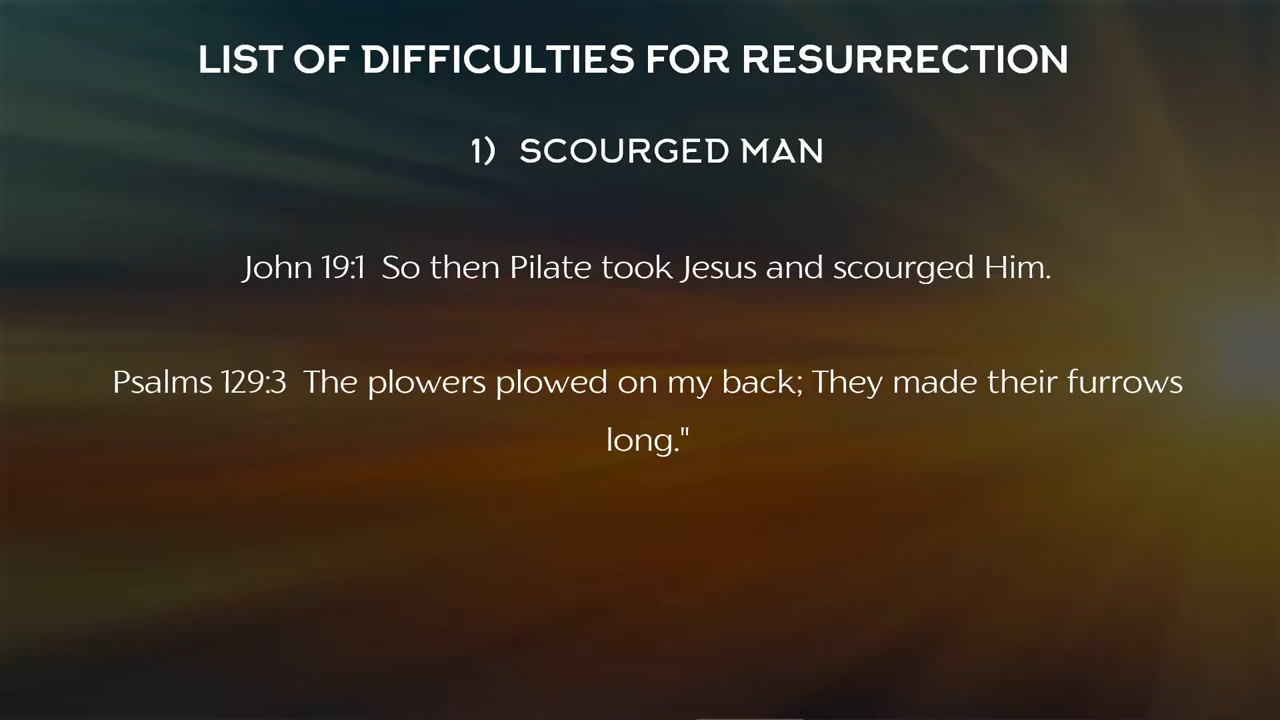 LIST OF DIFFICULTIES FOR RESURRECTION
1) SCOURGED MAN
John 19:1 So then Pilate took Jesus and scourged Him.
Psalms 129:3 The plowers plowed on my back; They made their furrows
long."